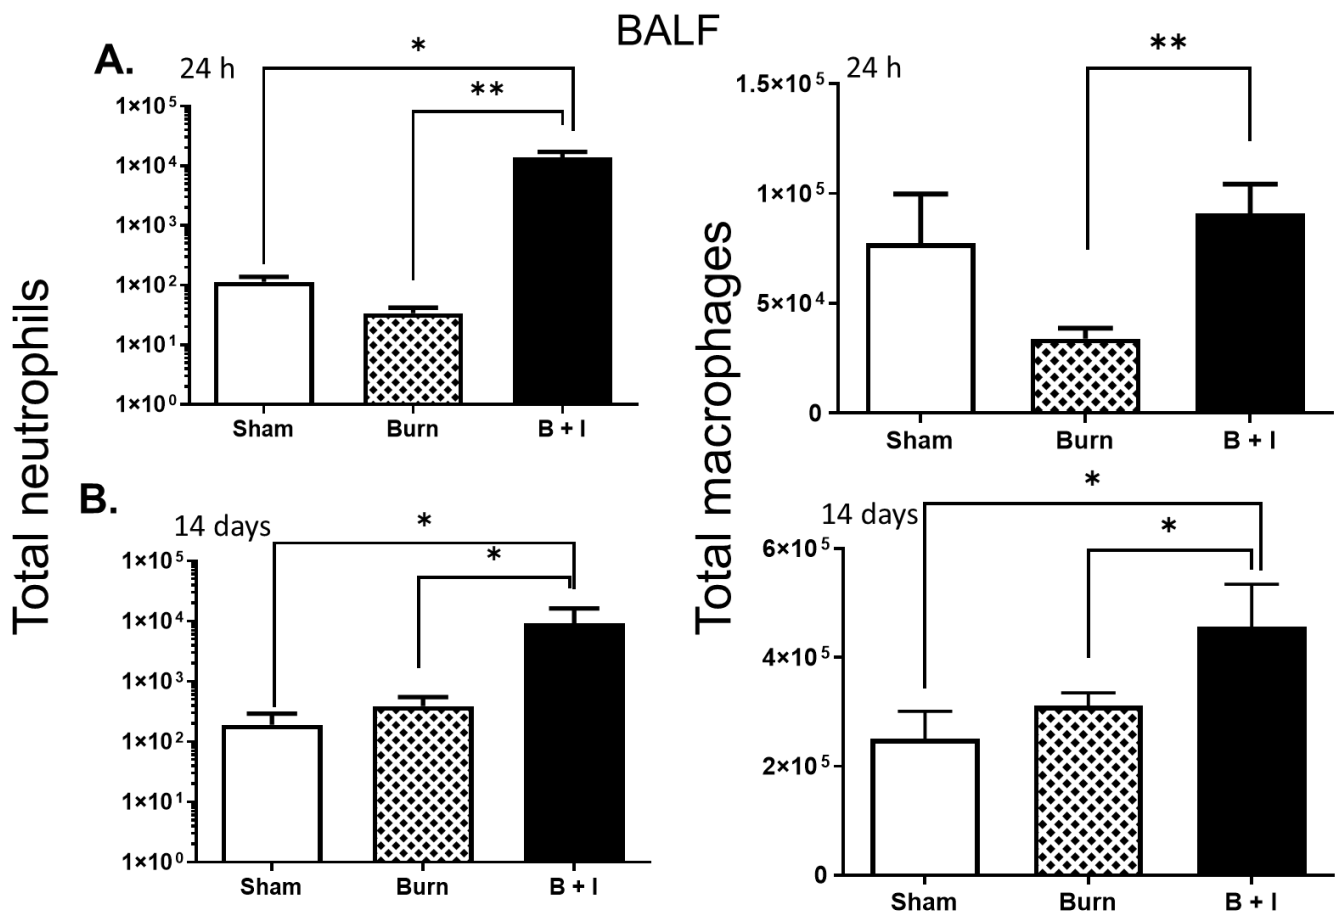 BALF
A.
24 h
*
**
Total neutrophils
1×10⁵
1×10⁴
1×10³
1×10²
1×10¹
1×10⁰
Sham Burn B + I
24 h
**
Total macrophages
1.5×10⁵
1×10⁵
5×10⁴
0
Sham Burn B + I
B.
14 days
*
*
1×10⁵
1×10⁴
1×10³
1×10²
1×10¹
1×10⁰
Sham Burn B + I
14 days
*
*
6×10⁵
4×10⁵
2×10⁵
0
Sham Burn B + I